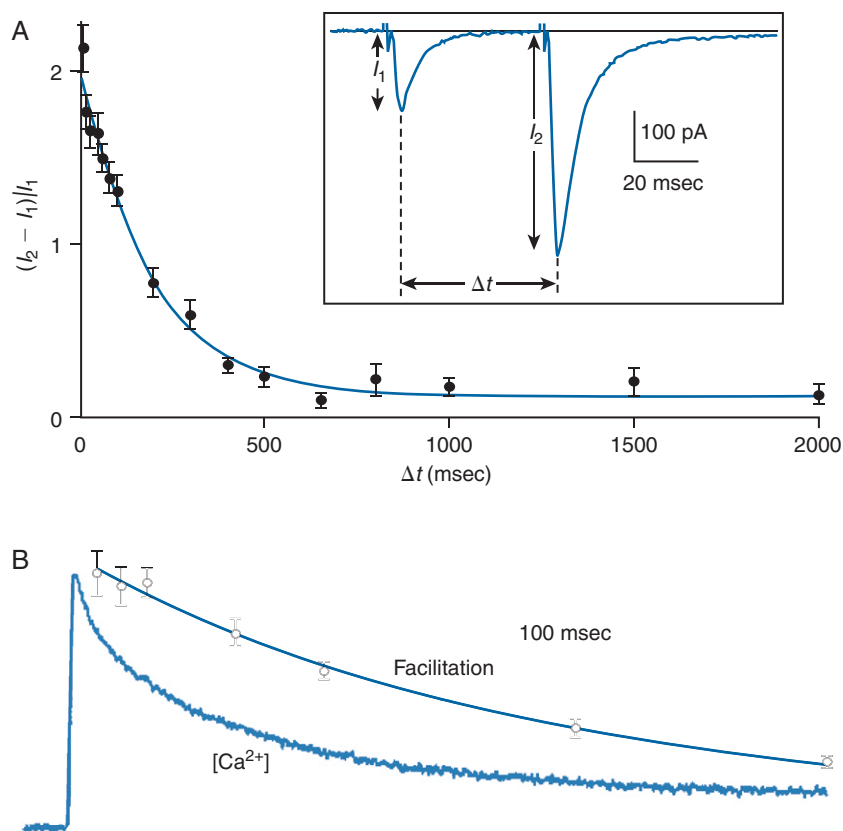 A
2
1
0
(I₂ − I₁)|I₁
0
500
1000
1500
2000
Δt (msec)
I₁
I₂
100 pA
20 msec
Δt
B
100 msec
Facilitation
[Ca²⁺]